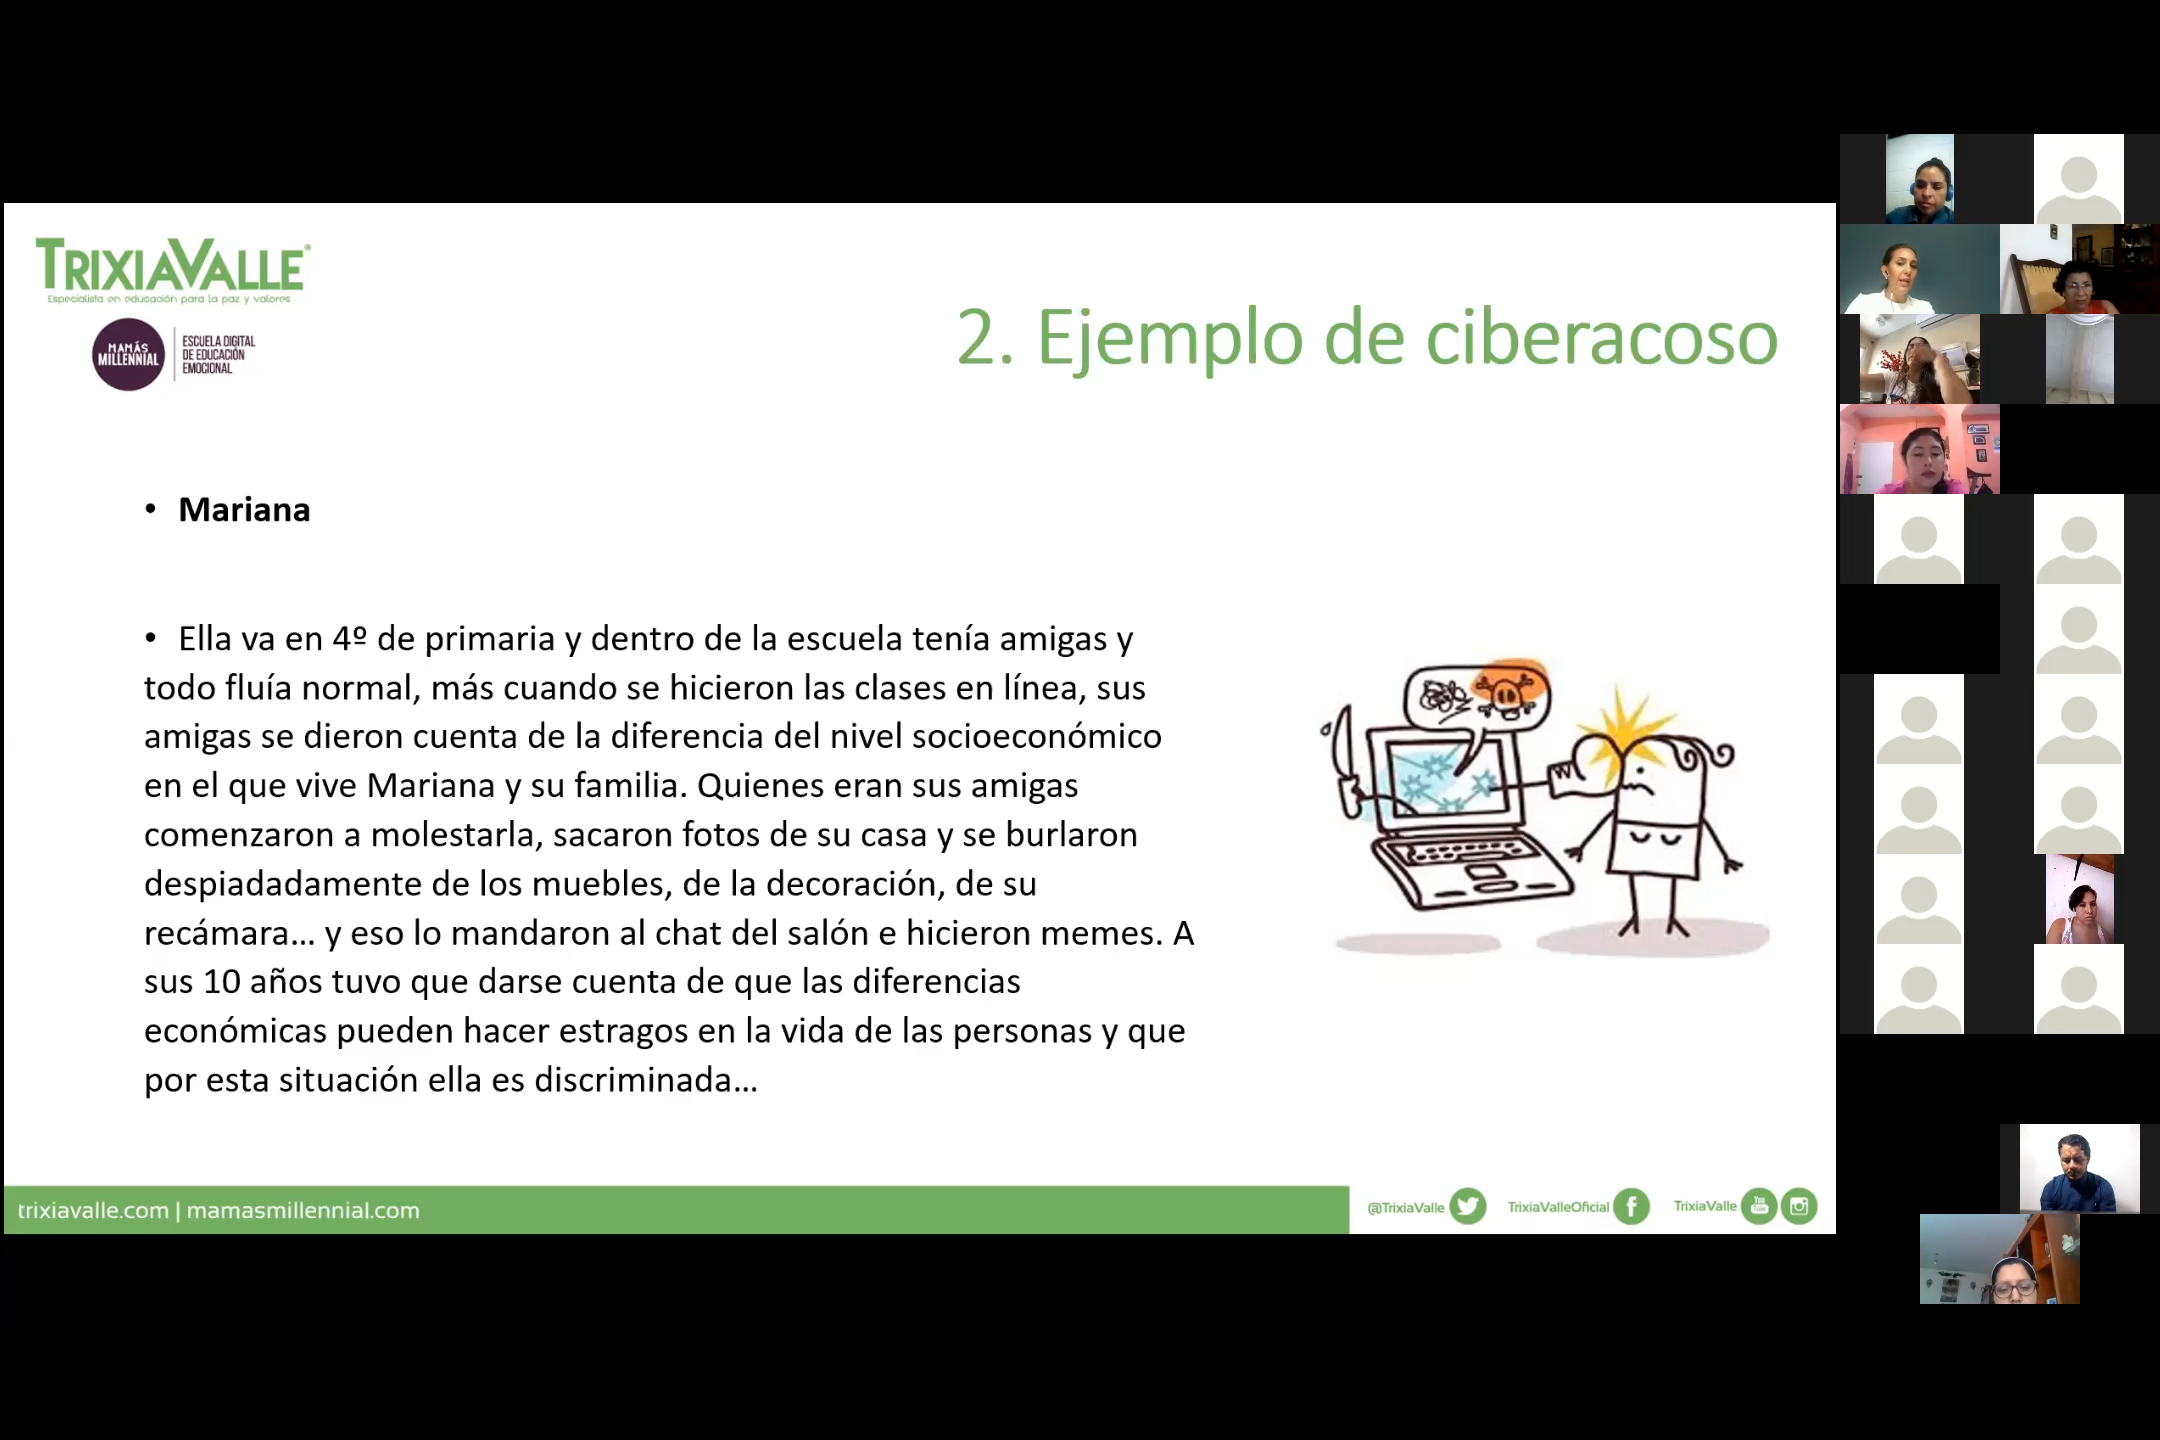 TRIXIAVALLE®
Especialista en educación para la paz y valores
MAMÁS
MILLENNIAL
ESCUELA DIGITAL
DE EDUCACIÓN
EMOCIONAL
2. Ejemplo de ciberacoso
• Mariana
• Ella va en 4º de primaria y dentro de la escuela tenía amigas y
todo fluía normal, más cuando se hicieron las clases en línea, sus
amigas se dieron cuenta de la diferencia del nivel socioeconómico
en el que vive Mariana y su familia. Quienes eran sus amigas
comenzaron a molestarla, sacaron fotos de su casa y se burlaron
despiadadamente de los muebles, de la decoración, de su
recámara... y eso lo mandaron al chat del salón e hicieron memes. A
sus 10 años tuvo que darse cuenta de que las diferencias
económicas pueden hacer estragos en la vida de las personas y que
por esta situación ella es discriminada...
trixiavalle.com | mamasmillennial.com
@TrixiaValle
TrixiaValleOficial
TrixiaValle
You
Tube